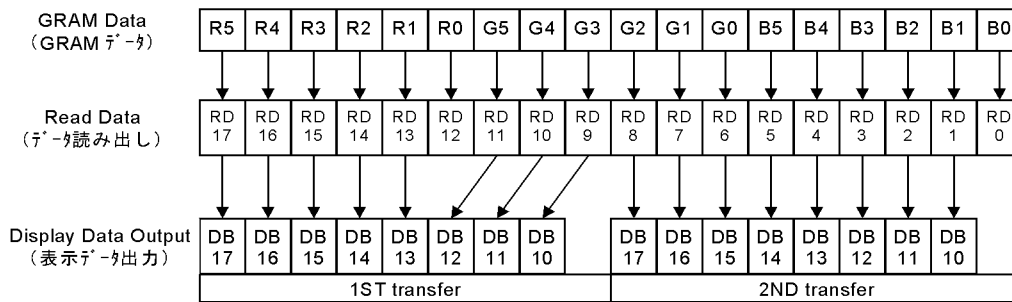 GRAM Data
(GRAM ﾃﾞｰﾀ)
R5 R4 R3 R2 R1 R0 G5 G4 G3 G2 G1 G0 B5 B4 B3 B2 B1 B0
Read Data
(ﾃﾞｰﾀ読み出し)
RD RD RD RD RD RD RD RD RD RD RD RD RD RD RD RD RD RD
17 16 15 14 13 12 11 10 9 8 7 6 5 4 3 2 1 0
Display Data Output
(表示ﾃﾞｰﾀ出力)
DB DB DB DB DB DB DB DB DB DB DB DB DB DB DB DB
17 16 15 14 13 12 11 10 17 16 15 14 13 12 11 10
1ST transfer 2ND transfer